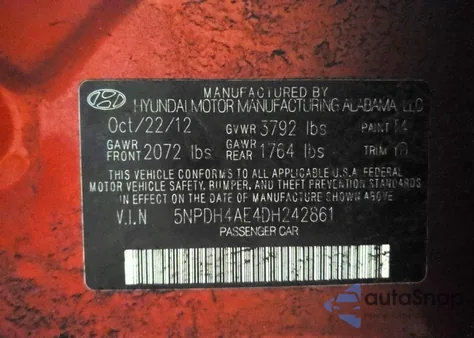 MANUFACTURED BY
HYUNDAI MOTOR MANUFACTURING ALABAMA, LLC
Oct/22/12 GVWR 3792 lbs PAINT
GAWR FRONT 2072 lbs GAWR REAR 1764 lbs TRIM
THIS VEHICLE CONFORMS TO ALL APPLICABLE U.S.A FEDERAL
MOTOR VEHICLE SAFETY, BUMPER, AND THEFT PREVENTION STANDARDS
IN EFFECT ON THE DATE OF MANUFACTURE SHOWN ABOVE.
V.I.N 5NPDH4AE4DH242861
PASSENGER CAR
autoSnap